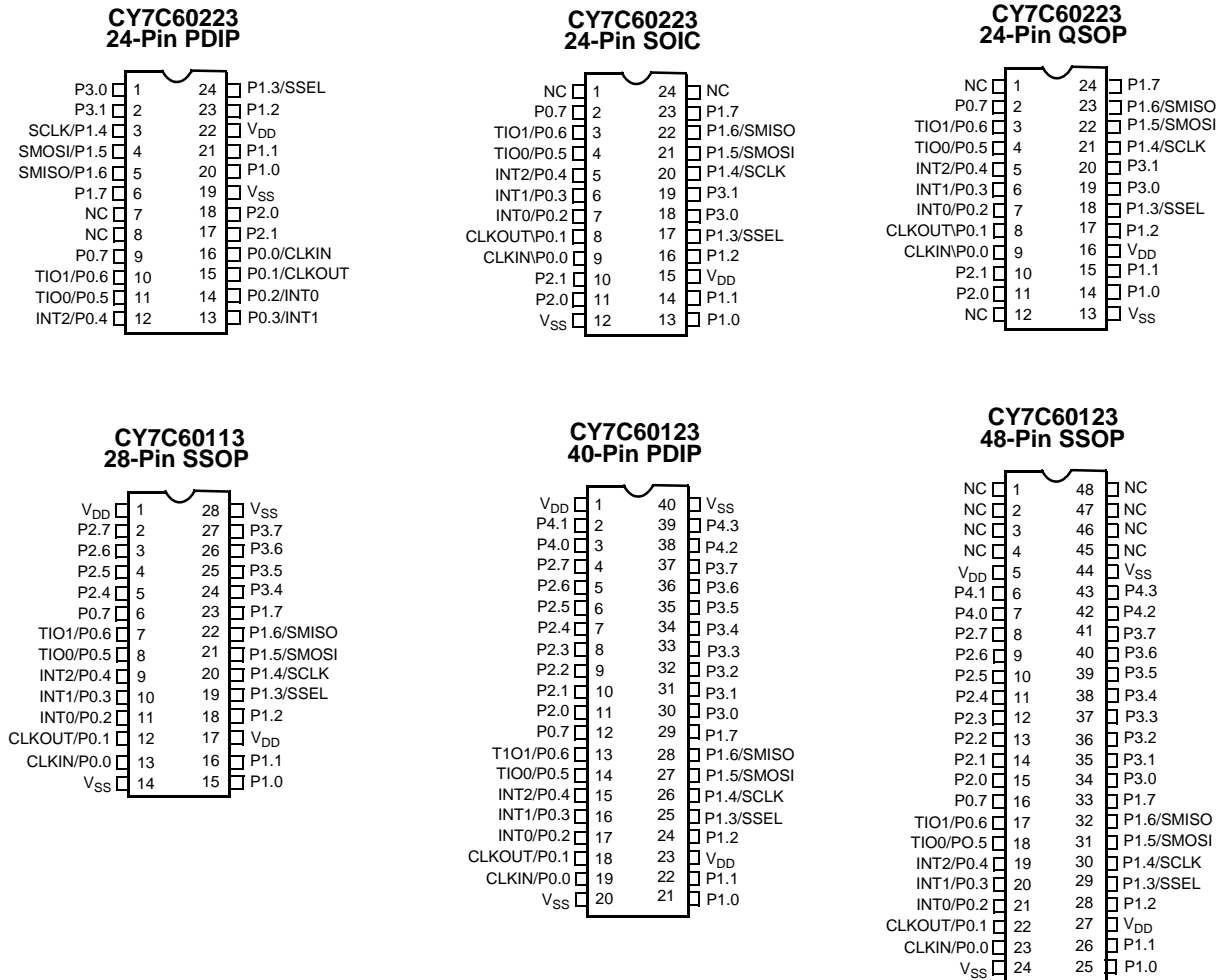 CY7C60223
24-Pin PDIP
P3.0 1 24 P1.3/SSEL
P3.1 2 23 P1.2
SCLK/P1.4 3 22 VDD
SMOSI/P1.5 4 21 P1.1
SMISO/P1.6 5 20 P1.0
P1.7 6 19 VSS
NC 7 18 P2.0
NC 8 17 P2.1
P0.7 9 16 P0.0/CLKIN
TIO1/P0.6 10 15 P0.1/CLKOUT
TIO0/P0.5 11 14 P0.2/INT0
INT2/P0.4 12 13 P0.3/INT1
CY7C60223
24-Pin SOIC
NC 1 24 NC
P0.7 2 23 P1.7
TIO1/P0.6 3 22 P1.6/SMISO
TIO0/P0.5 4 21 P1.5/SMOSI
INT2/P0.4 5 20 P1.4/SCLK
INT1/P0.3 6 19 P3.1
INT0/P0.2 7 18 P3.0
CLKOUT\P0.1 8 17 P1.3/SSEL
CLKIN\P0.0 9 16 P1.2
P2.1 10 15 VDD
P2.0 11 14 P1.1
VSS 12 13 P1.0
CY7C60223
24-Pin QSOP
NC 1 24 P1.7
P0.7 2 23 P1.6/SMISO
TIO1/P0.6 3 22 P1.5/SMOSI
TIO0/P0.5 4 21 P1.4/SCLK
INT2/P0.4 5 20 P3.1
INT1/P0.3 6 19 P3.0
INT0/P0.2 7 18 P1.3/SSEL
CLKOUT\P0.1 8 17 P1.2
CLKIN\P0.0 9 16 VDD
P2.1 10 15 P1.1
P2.0 11 14 P1.0
NC 12 13 VSS
CY7C60113
28-Pin SSOP
VDD 1 28 VSS
P2.7 2 27 P3.7
P2.6 3 26 P3.6
P2.5 4 25 P3.5
P2.4 5 24 P3.4
P0.7 6 23 P1.7
TIO1/P0.6 7 22 P1.6/SMISO
TIO0/P0.5 8 21 P1.5/SMOSI
INT2/P0.4 9 20 P1.4/SCLK
INT1/P0.3 10 19 P1.3/SSEL
INT0/P0.2 11 18 P1.2
CLKOUT/P0.1 12 17 VDD
CLKIN/P0.0 13 16 P1.1
VSS 14 15 P1.0
CY7C60123
40-Pin PDIP
VDD 1 40 VSS
P4.1 2 39 P4.3
P4.0 3 38 P4.2
P2.7 4 37 P3.7
P2.6 5 36 P3.6
P2.5 6 35 P3.5
P2.4 7 34 P3.4
P2.3 8 33 P3.3
P2.2 9 32 P3.2
P2.1 10 31 P3.1
P2.0 11 30 P3.0
P0.7 12 29 P1.7
T1O1/P0.6 13 28 P1.6/SMISO
TIO0/P0.5 14 27 P1.5/SMOSI
INT2/P0.4 15 26 P1.4/SCLK
INT1/P0.3 16 25 P1.3/SSEL
INT0/P0.2 17 24 P1.2
CLKOUT/P0.1 18 23 VDD
CLKIN/P0.0 19 22 P1.1
VSS 20 21 P1.0
CY7C60123
48-Pin SSOP
NC 1 48 NC
NC 2 47 NC
NC 3 46 NC
NC 4 45 NC
VDD 5 44 VSS
P4.1 6 43 P4.3
P4.0 7 42 P4.2
P2.7 8 41 P3.7
P2.6 9 40 P3.6
P2.5 10 39 P3.5
P2.4 11 38 P3.4
P2.3 12 37 P3.3
P2.2 13 36 P3.2
P2.1 14 35 P3.1
P2.0 15 34 P3.0
P0.7 16 33 P1.7
TIO1/P0.6 17 32 P1.6/SMISO
TIO0/PO.5 18 31 P1.5/SMOSI
INT2/P0.4 19 30 P1.4/SCLK
INT1/P0.3 20 29 P1.3/SSEL
INT0/P0.2 21 28 P1.2
CLKOUT/P0.1 22 27 VDD
CLKIN/P0.0 23 26 P1.1
VSS 24 25 P1.0